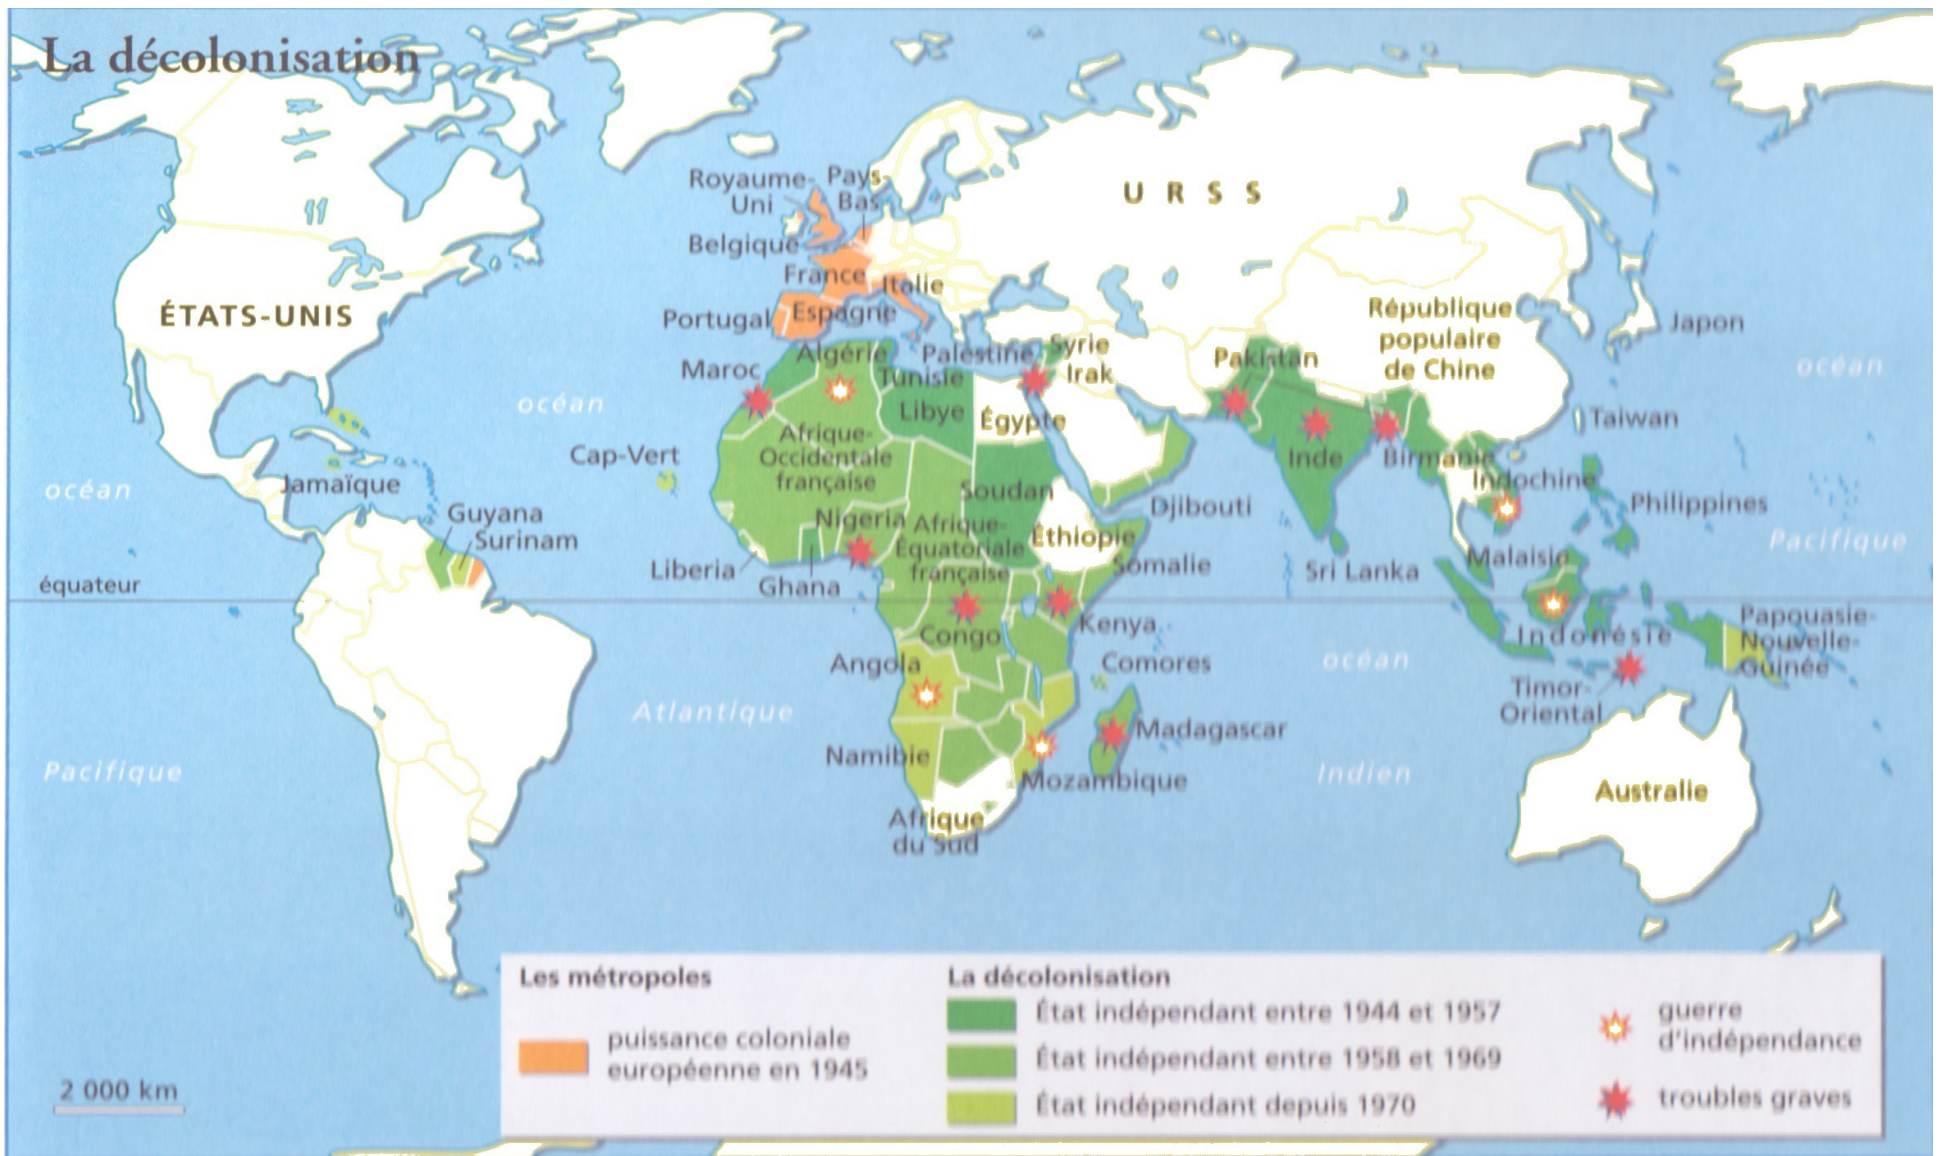 La décolonisation
Royaume-
Uni
Pays-
Bas
Belgique
France
Italie
Portugal
Espagne
URSS
ÉTATS-UNIS
République
populaire
de Chine
Japon
Maroc
Algérie
Tunisie
Palestine
Syrie
Irak
Pakistan
Libye
Égypte
océan
océan
Taiwan
Cap-Vert
Afrique-
Occidentale
française
Inde
Birmanie
Indochine
océan
Jamaïque
Soudan
Djibouti
Philippines
Guyana
Surinam
Nigeria
Afrique-
Équatoriale
française
Éthiopie
Pacifique
Liberia
Ghana
Somalie
Sri Lanka
Malaisie
équateur
Congo
Kenya
Indonésie
Papouasie-
Nouvelle-
Guinée
Angola
Comores
océan
Timor-
Oriental
Atlantique
Madagascar
Namibie
Mozambique
Indien
Pacifique
Australie
Afrique
du Sud
Les métropoles
puissance coloniale
européenne en 1945
La décolonisation
État indépendant entre 1944 et 1957
État indépendant entre 1958 et 1969
État indépendant depuis 1970
guerre
d'indépendance
troubles graves
2 000 km